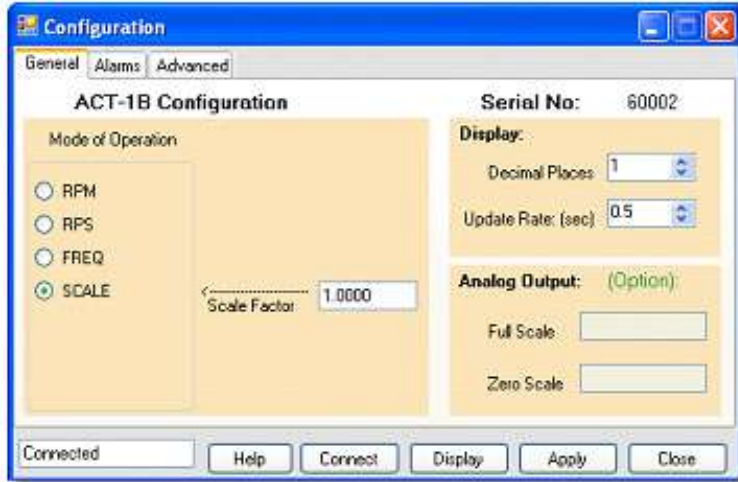 Configuration
General Alarms Advanced
ACT-1B Configuration
Serial No: 60002
Mode of Operation
RPM
RPS
FREQ
SCALE
Scale Factor 1.0000
Display:
Decimal Places 1
Update Rate: (sec) 0.5
Analog Output: (Option):
Full Scale
Zero Scale
Connected
Help Connect Display Apply Close